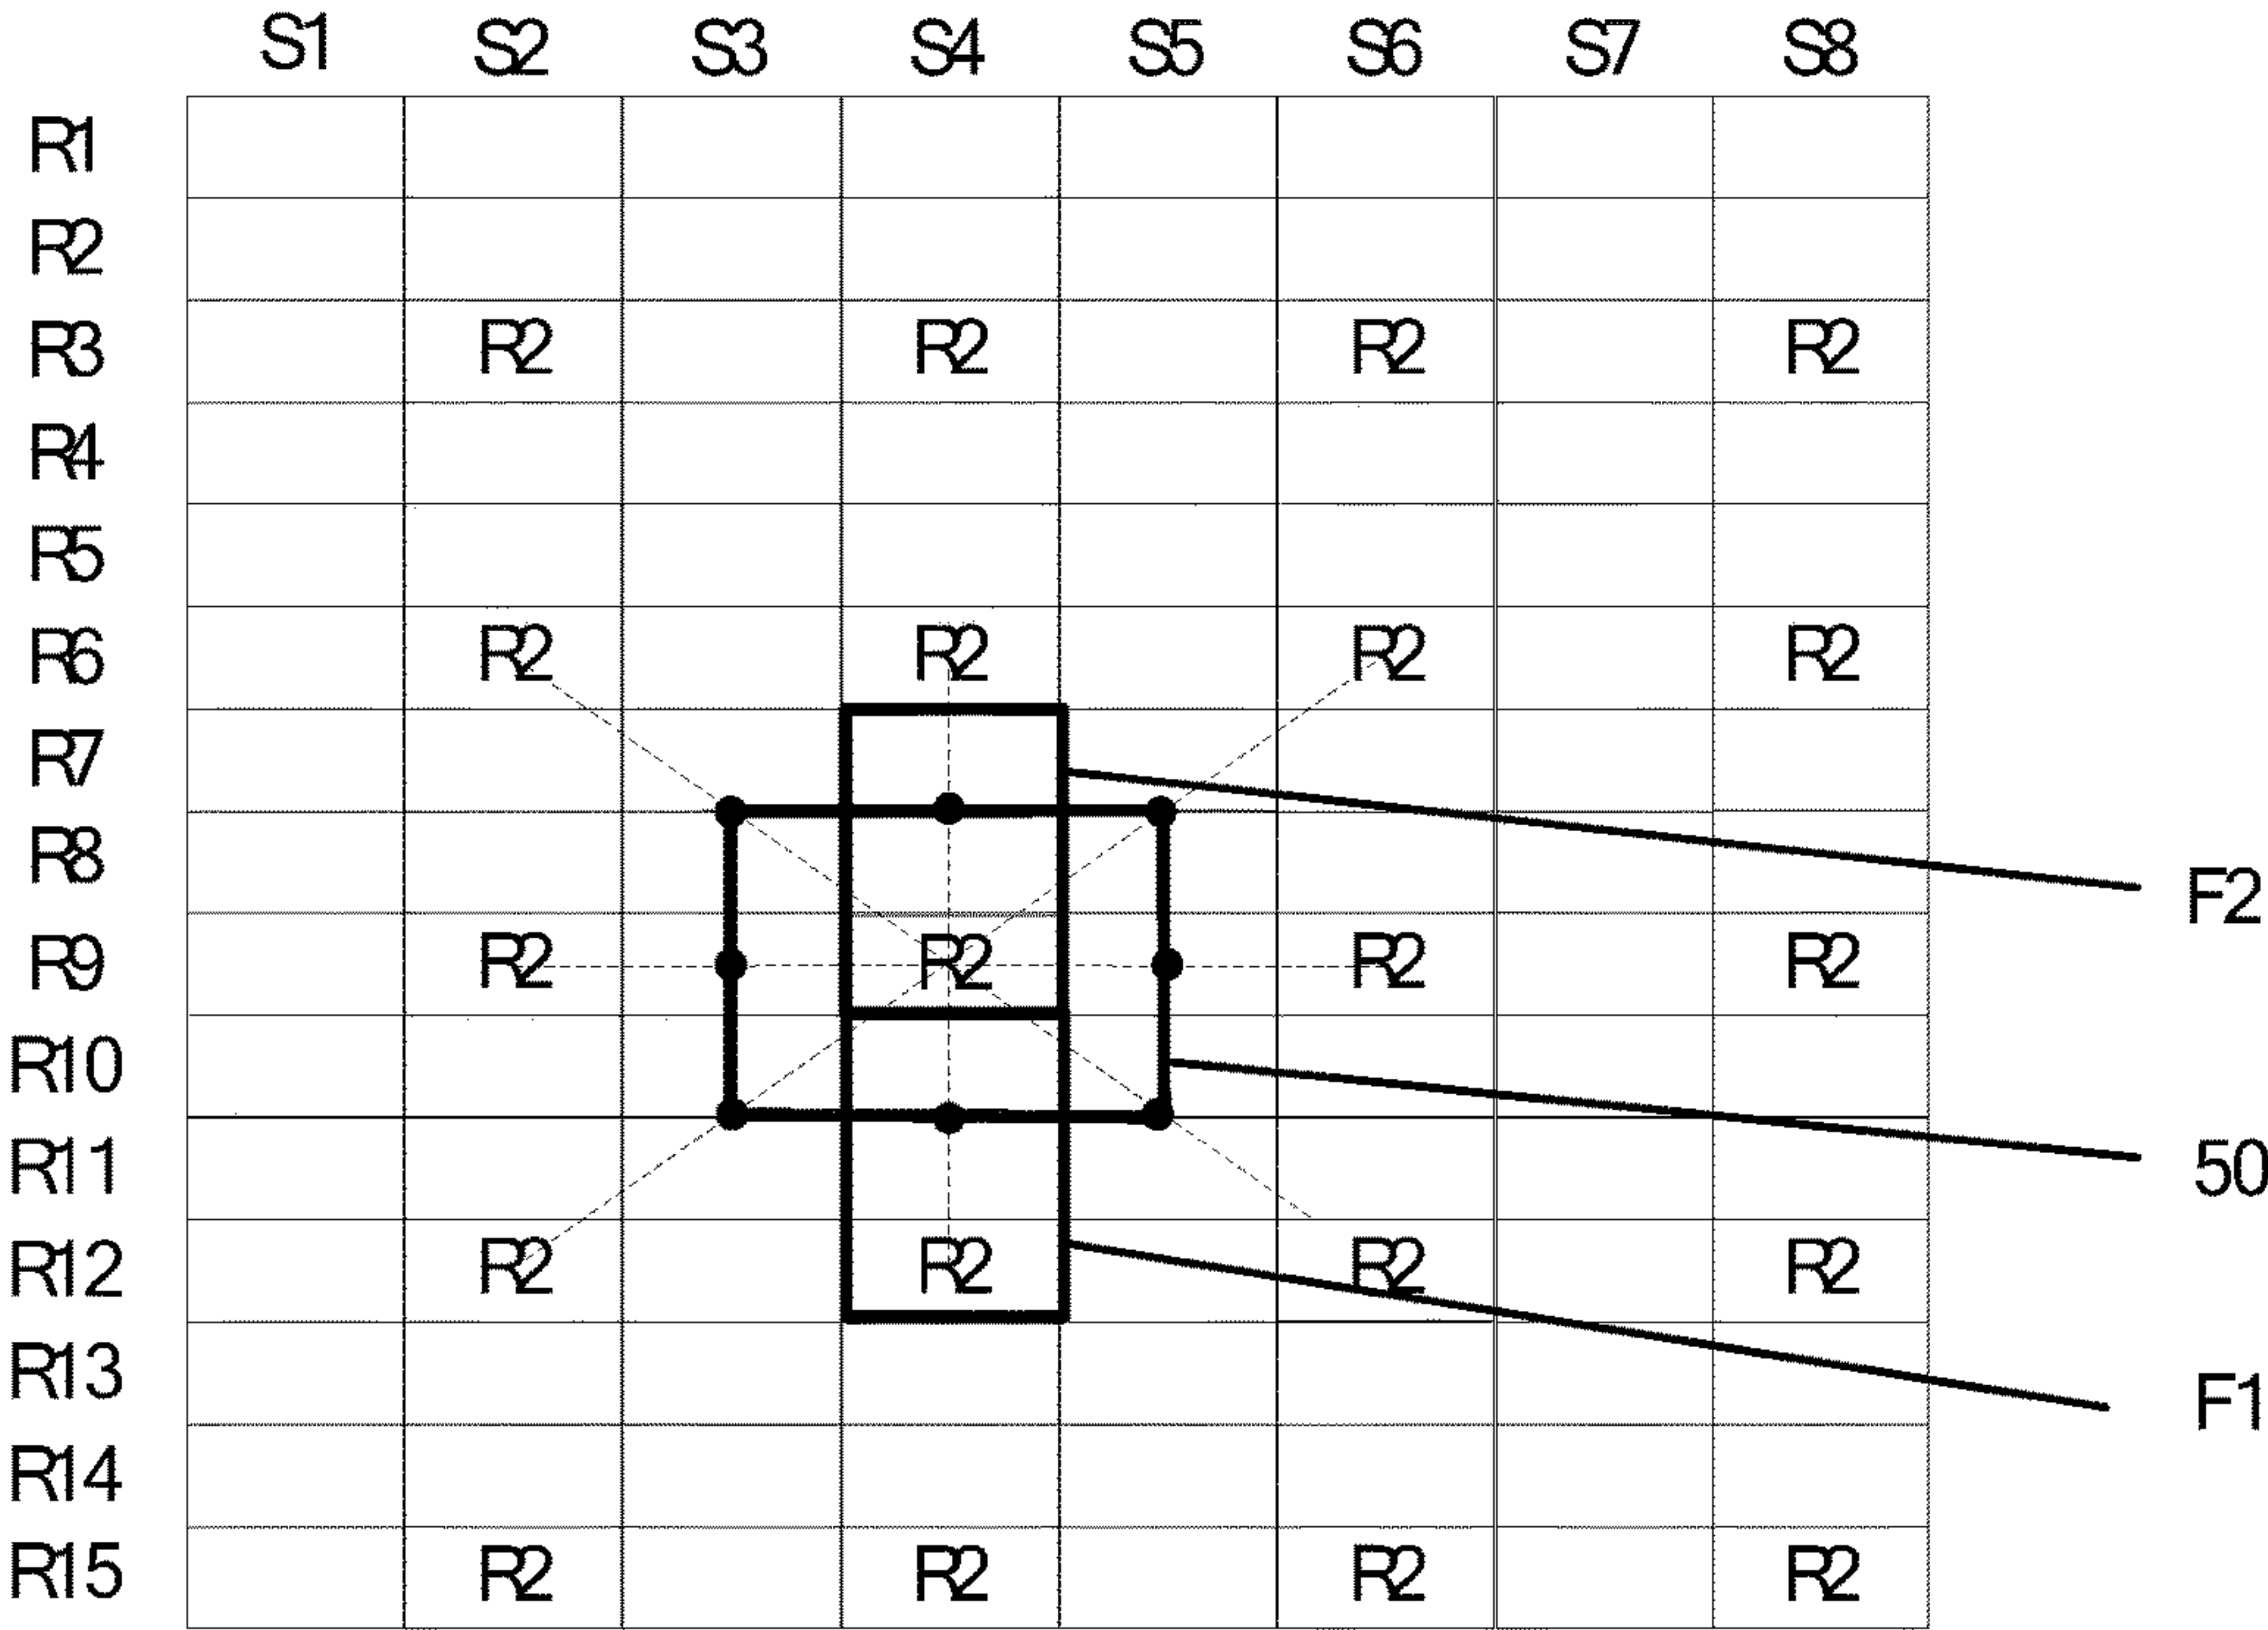 S1 S2 S3 S4 S5 S6 S7 S8
R1
R2
R3 R2 R2 R2 R2
R4
R5
R6 R2 R2 R2 R2
R7
R8
F2
R9 R2 R2 R2 R2
R10
R11
50
R12 R2 R2 R2 R2
R13
F1
R14
R15 R2 R2 R2 R2